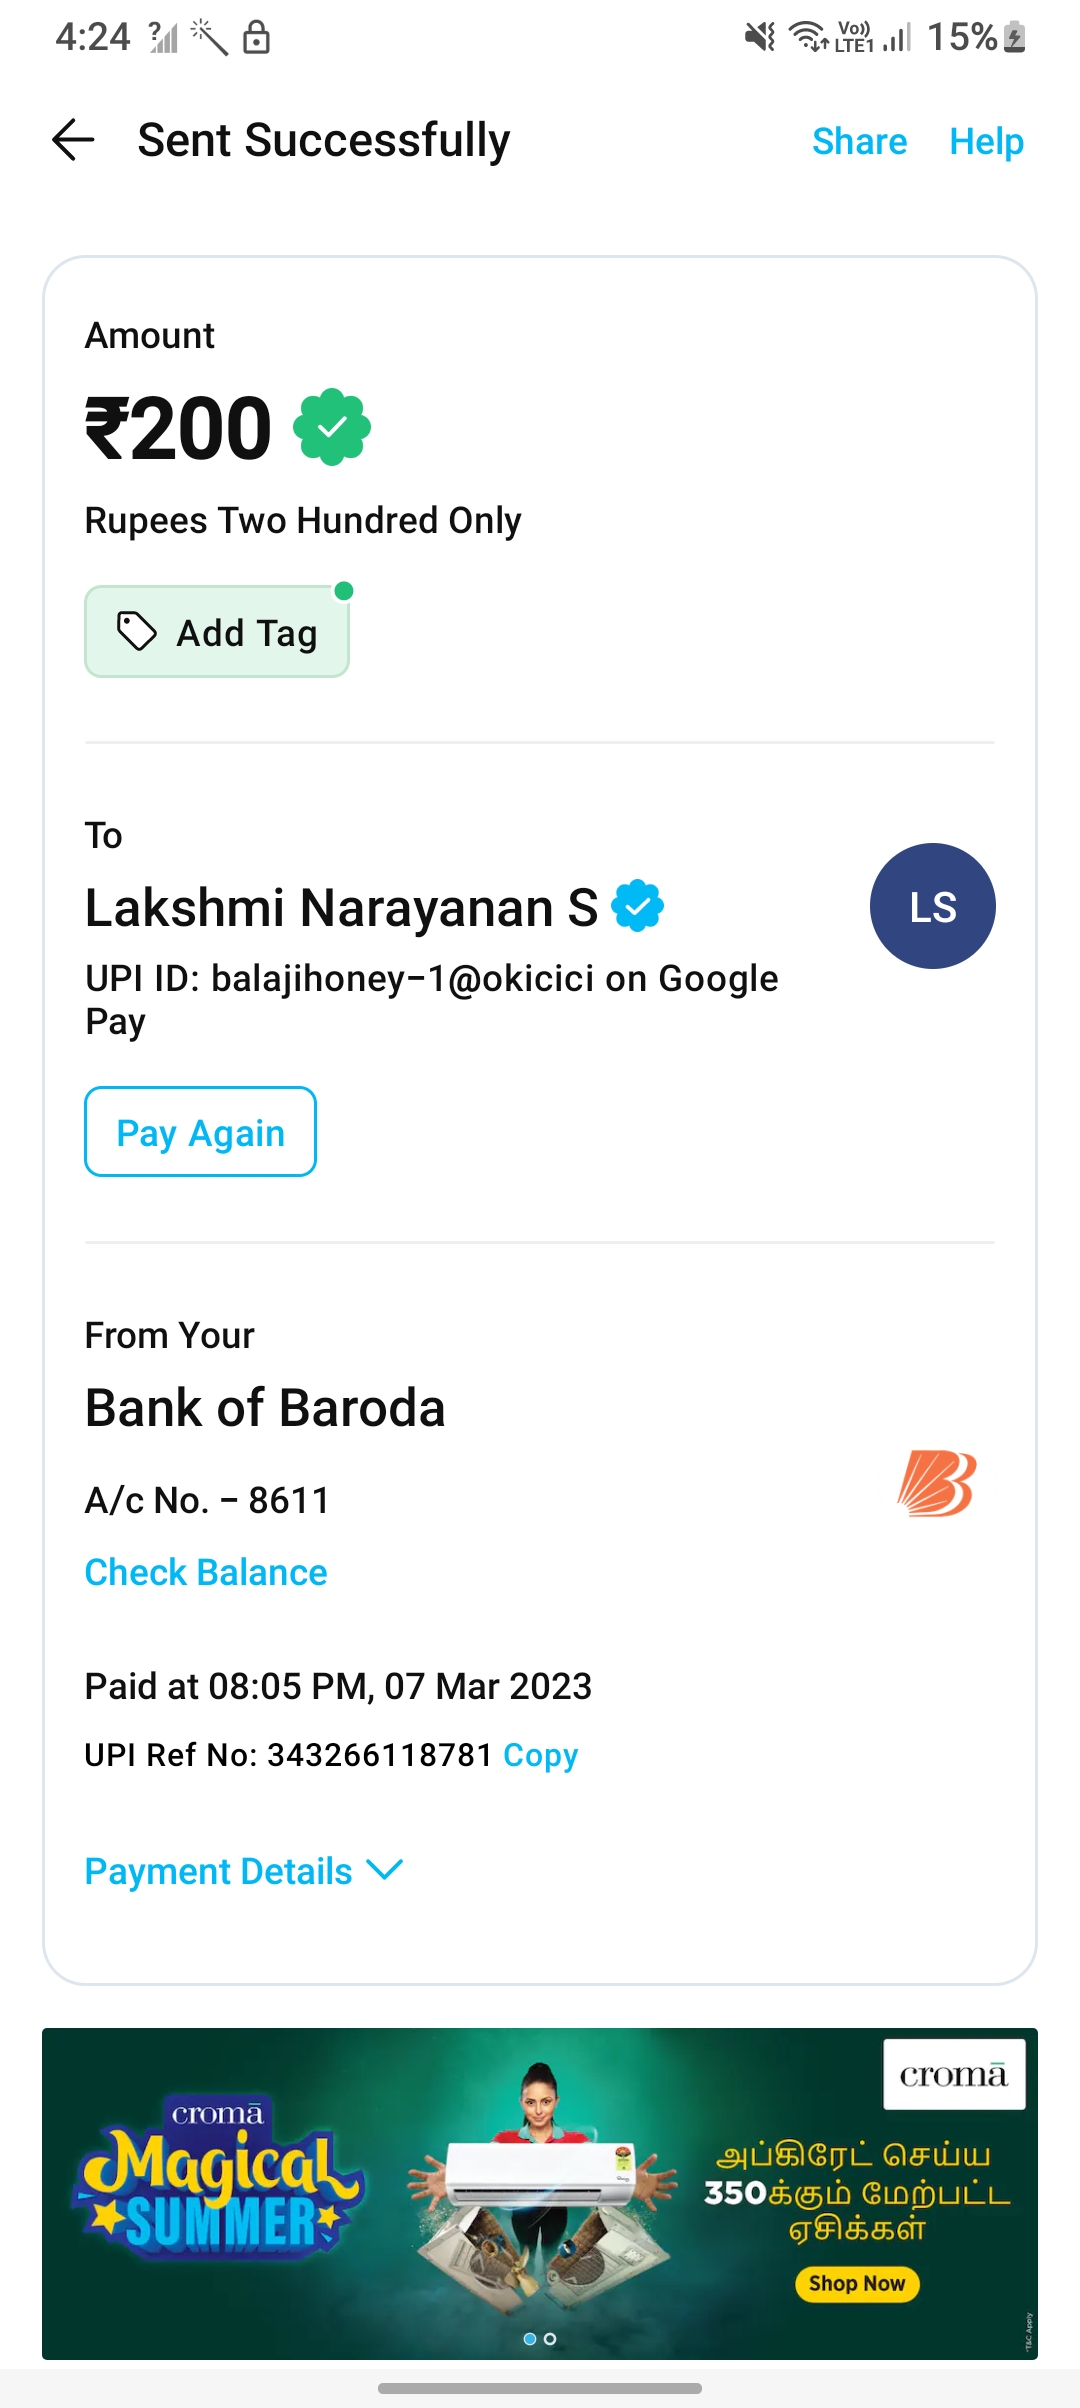 4:24
Vo))
LTE1
15%
Sent Successfully
Share Help
Amount
₹200
Rupees Two Hundred Only
Add Tag
To
Lakshmi Narayanan S
LS
UPI ID: balajihoney-1@okicici on Google
Pay
Pay Again
From Your
Bank of Baroda
A/c No. - 8611
Check Balance
Paid at 08:05 PM, 07 Mar 2023
UPI Ref No: 343266118781 Copy
Payment Details
croma
croma
Magical
SUMMER
அப்கிரேட் செய்ய
350க்கும் மேற்பட்ட
ஏசிக்கள்
Shop Now
*T&C Apply